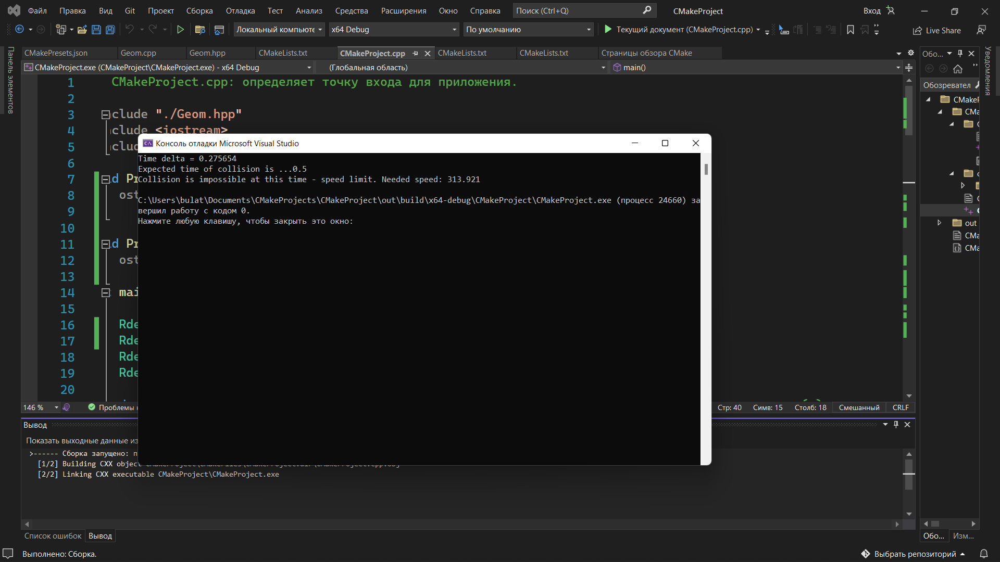 Файл Правка Вид Git Проект Сборка Отладка Тест Анализ Средства Расширения Окно Справка Поиск (Ctrl+Q) CMakeProject Вход
Локальный компьюте x64 Debug По умолчанию Текущий документ (CMakeProject.cpp) Live Share
Панель элементов
CMakePresets.json Geom.cpp Geom.hpp CMakeLists.txt CMakeProject.cpp CMakeLists.txt CMakeLists.txt Страницы обзора CMake
CMakeProject.exe (CMakeProject\CMakeProject.exe) - x64 Debug (Глобальная область) main()
1 CMakeProject.cpp: определяет точку входа для приложения.
2
3 clude "./Geom.hpp"
4 clude <iostream>
5 clud
6
7 d Pr
8 ost
9
10
11 d Pr
12 ost
13
14 mai
15
16 Rde
17 Rde
18 Rde
19 Rde
20
Консоль отладки Microsoft Visual Studio
Time delta = 0.275654
Expected time of collision is ...0.5
Collision is impossible at this time - speed limit. Needed speed: 313.921
C:\Users\bulat\Documents\CMakeProjects\CMakeProject\out\build\x64-debug\CMakeProject\CMakeProject.exe (процесс 24660) за
вершил работу с кодом 0.
Нажмите любую клавишу, чтобы закрыть это окно:
146 % Проблемы Стр: 40 Симв: 15 Столб: 18 Смешанный CRLF
Вывод
Показать выходные данные из
>------ Сборка запущено: п
[1/2] Building CXX object
[2/2] Linking CXX executable CMakeProject\CMakeProject.exe
Список ошибок Вывод
Обо...
Обозревател
CMakeP
CMa
out
CMa
CMa
Обо... Изм...
Уведомления
Выполнено: Сборка. Выбрать репозиторий